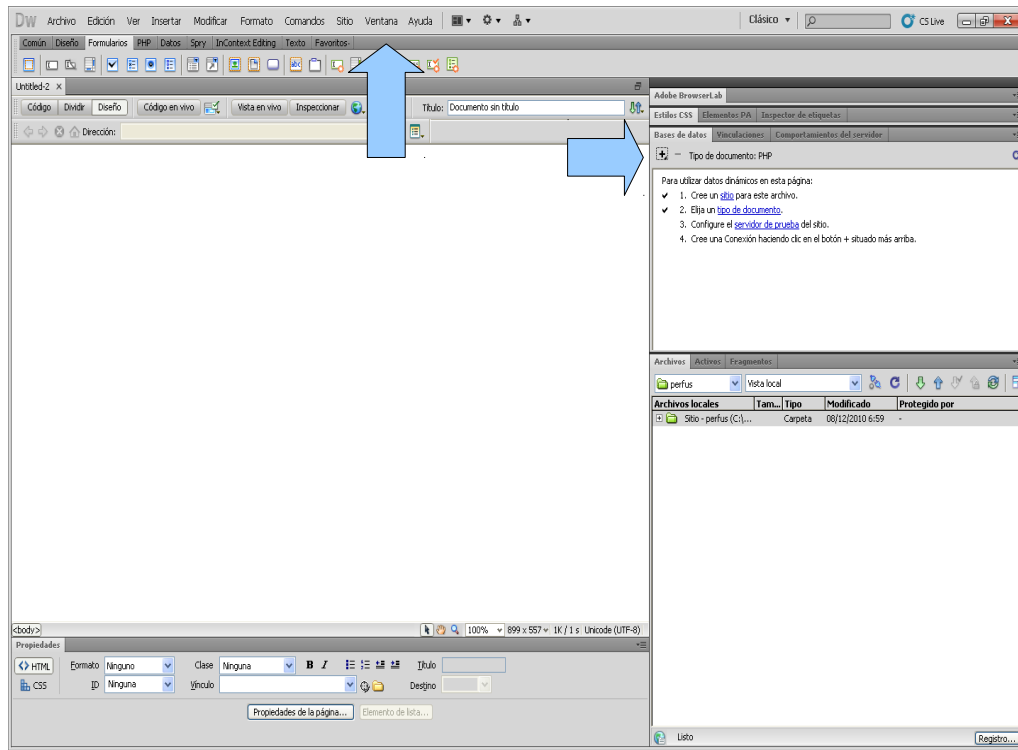 DW Archivo Edición Ver Insertar Modificar Formato Comandos Sitio Ventana Ayuda Clásico CS Live
Común Diseño Formularios PHP Datos Spry InContext Editing Texto Favoritos
Untitled-2 ×
Código Dividir Diseño Código en vivo Vista en vivo Inspeccionar Título: Documento sin título
Dirección:
Adobe BrowserLab
Estilos CSS Elementos PA Inspector de etiquetas
Bases de datos Vinculaciones Comportamientos del servidor
Tipo de documento: PHP
Para utilizar datos dinámicos en esta página:
1. Cree un sitio para este archivo.
2. Elija un tipo de documento.
3. Configure el servidor de prueba del sitio.
4. Cree una Conexión haciendo clic en el botón + situado más arriba.
Archivos Activos Fragmentos
perfus Vista local
Archivos locales Tam... Tipo Modificado Protegido por
Sitio - perfus (C:\... Carpeta 08/12/2010 6:59 -
<body> 100% 899 x 557 1K / 1 s Unicode (UTF-8)
Propiedades
<> HTML Formato Ninguno Clase Ninguna B I Título
CSS ID Ninguna Vínculo Destino
Propiedades de la página... Elemento de lista...
Listo Registro...